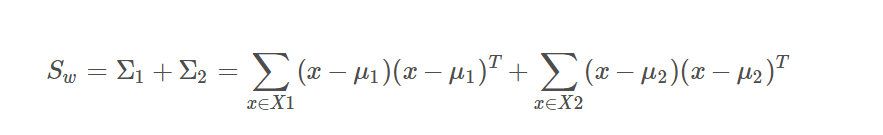 S_w = Σ_1 + Σ_2 = ∑_{x∈X1} (x − μ_1)(x − μ_1)^T + ∑_{x∈X2} (x − μ_2)(x − μ_2)^T